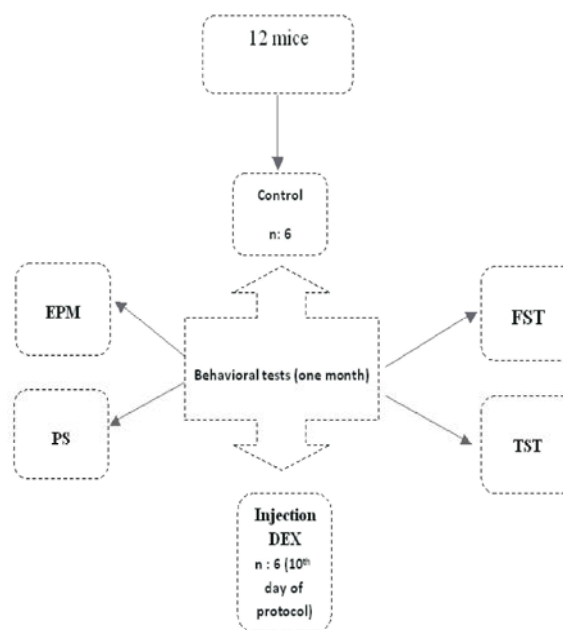 12 mice
Control
n: 6
EPM
FST
Behavioral tests (one month)
PS
TST
Injection
DEX
n : 6 (10th
day of
protocol)